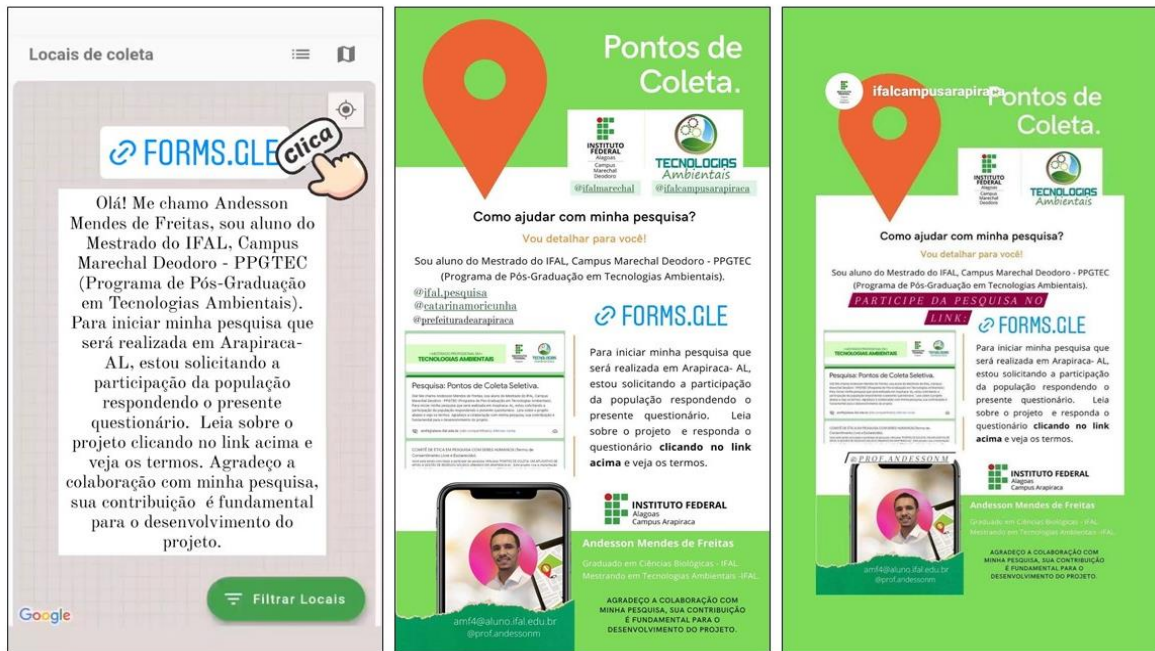 Locais de coleta
FORMS.GLE
clica
Olá! Me chamo Andesson
Mendes de Freitas, sou aluno do
Mestrado do IFAL, Campus
Marechal Deodoro - PPGTEC
(Programa de Pós-Graduação
em Tecnologias Ambientais).
Para iniciar minha pesquisa que
será realizada em Arapiraca-
AL, estou solicitando a
participação da população
respondendo o presente
questionário. Leia sobre o
projeto clicando no link acima e
veja os termos. Agradeço a
colaboração com minha pesquisa,
sua contribuição é fundamental
para o desenvolvimento do
projeto.
Google
Filtrar Locais
Pontos de
Coleta.
INSTITUTO
FEDERAL
Alagoas
Campus
Marechal
Deodoro
TECNOLOGIAS
Ambientais
@ifalmarechal
@ifalcampusarapiraca
Como ajudar com minha pesquisa?
Vou detalhar para você!
Sou aluno do Mestrado do IFAL, Campus Marechal Deodoro - PPGTEC
(Programa de Pós-Graduação em Tecnologias Ambientais).
@ifal.pesquisa
@catarinamoricunha
@prefeituradearapiraca
FORMS.GLE
TECNOLOGIAS AMBIENTAIS
Pesquisa: Pontos de Coleta Seletiva.
Para iniciar minha pesquisa que
será realizada em Arapiraca- AL,
estou solicitando a participação
da população respondendo o
presente questionário. Leia
sobre o projeto e responda o
questionário clicando no link
acima e veja os termos.
INSTITUTO FEDERAL
Alagoas
Campus Arapiraca
Andesson Mendes de Freitas
Graduado em Ciências Biológicas - IFAL
Mestrando em Tecnologias Ambientais -IFAL.
amf4@aluno.ifal.edu.br
@prof.andessonm
AGRADEÇO A COLABORAÇÃO COM
MINHA PESQUISA, SUA CONTRIBUIÇÃO
É FUNDAMENTAL PARA O
DESENVOLVIMENTO DO PROJETO.
ifalcampusarapiraca
Pontos de
Coleta.
INSTITUTO
FEDERAL
Alagoas
Campus
Marechal
Deodoro
TECNOLOGIAS
Ambientais
Como ajudar com minha pesquisa?
Vou detalhar para você!
Sou aluno do Mestrado do IFAL, Campus Marechal Deodoro - PPGTEC
(Programa de Pós-Graduação em Tecnologias Ambientais).
PARTICIPE DA PESQUISA NO
LINK:
FORMS.GLE
TECNOLOGIAS AMBIENTAIS
Pesquisa: Pontos de Coleta Seletiva.
Para iniciar minha pesquisa que
será realizada em Arapiraca- AL,
estou solicitando a participação
da população respondendo o
presente questionário. Leia
sobre o projeto e responda o
questionário clicando no link
acima e veja os termos.
@PROF.ANDESSONM
INSTITUTO FEDERAL
Alagoas
Campus Arapiraca
Andesson Mendes de Freitas
Graduado em Ciências Biológicas - IFAL
Mestrando em Tecnologias Ambientais -IFAL.
amf4@aluno.ifal.edu.br
@prof.andessonm
AGRADEÇO A COLABORAÇÃO COM
MINHA PESQUISA, SUA CONTRIBUIÇÃO
É FUNDAMENTAL PARA O
DESENVOLVIMENTO DO PROJETO.